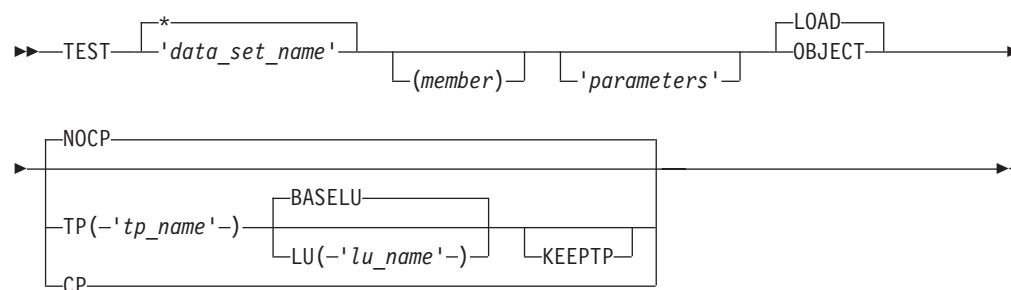 * LOAD
TEST 'data_set_name' OBJECT
(member) 'parameters'
NOCP
BASELU
TP( 'tp_name' )
LU( 'lu_name' ) KEEPTP
CP